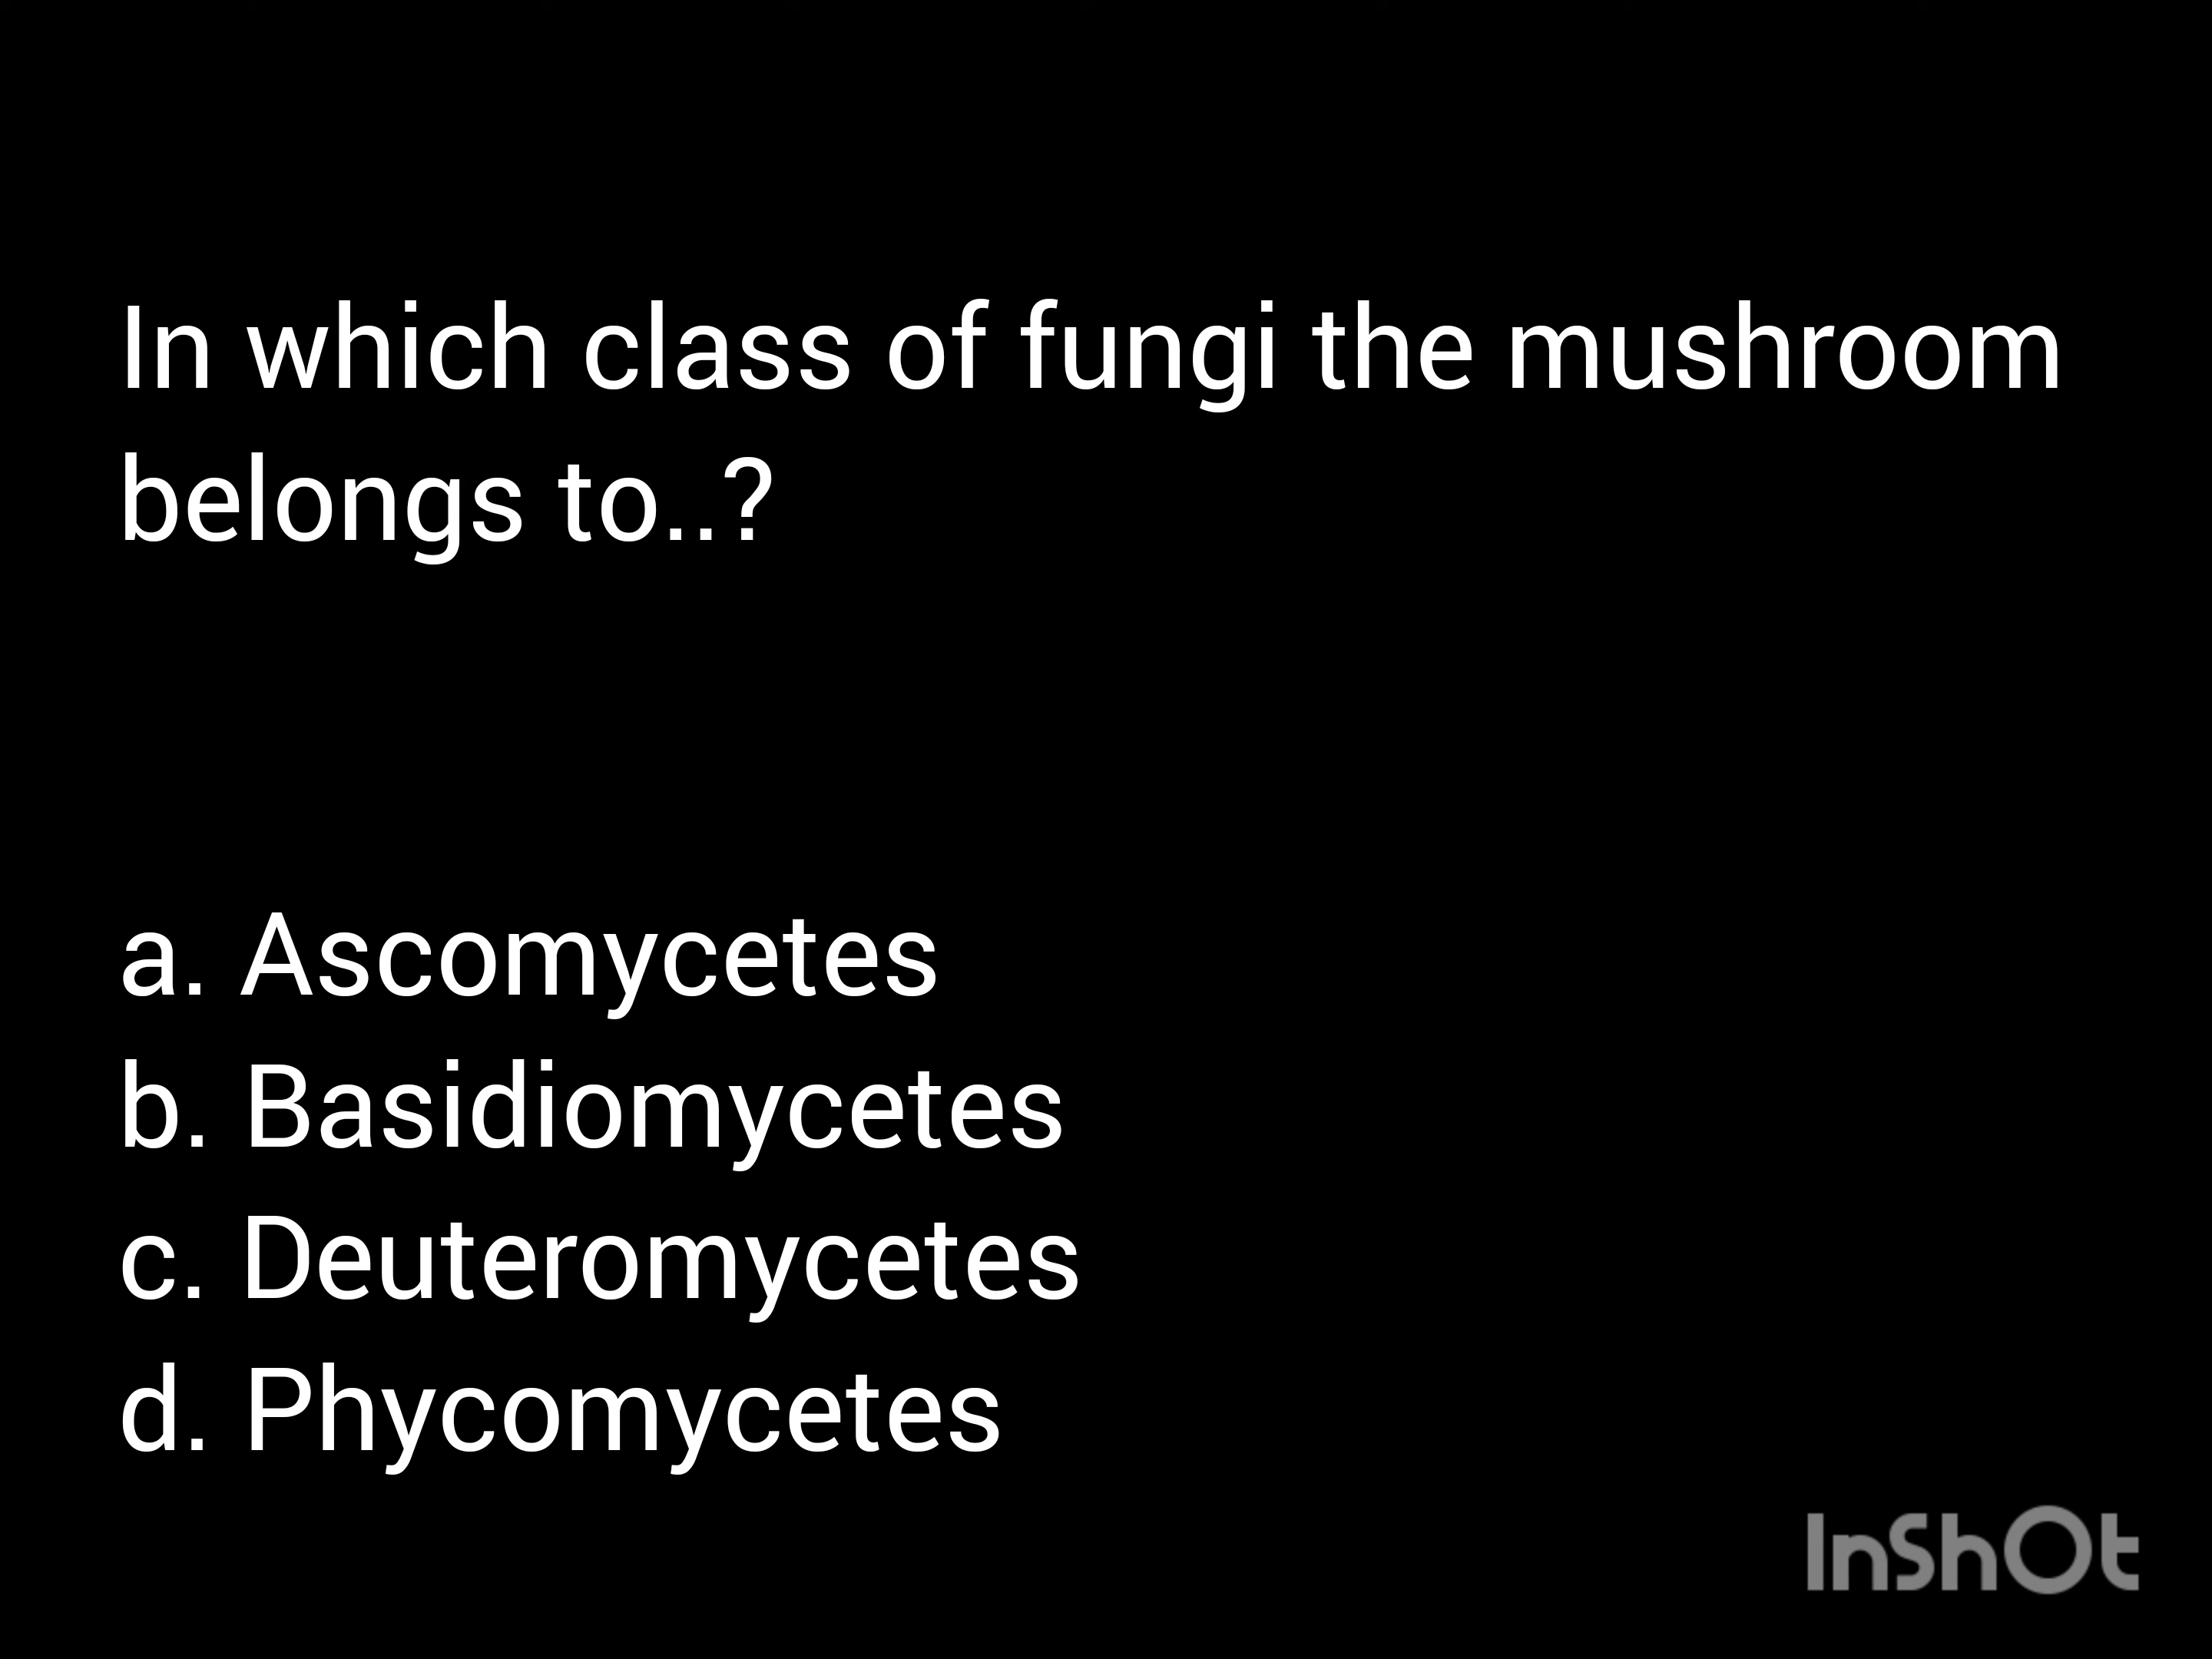 In which class of fungi the mushroom
belongs to..?
a. Ascomycetes
b. Basidiomycetes
c. Deuteromycetes
d. Phycomycetes
InShOt